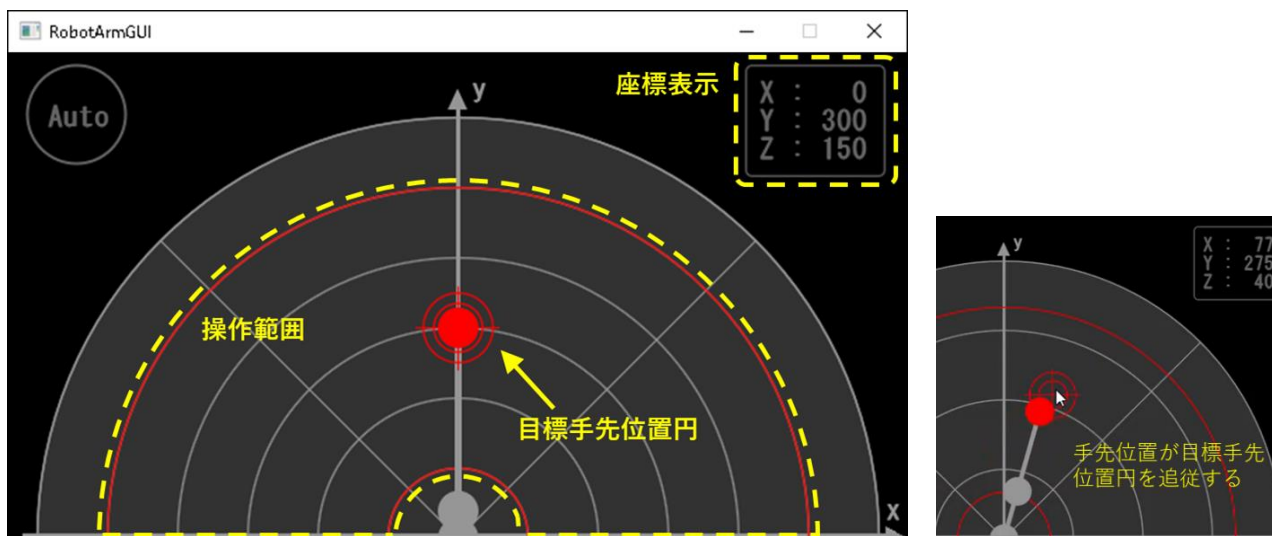 RobotArmGUI
Auto
y
座標表示
X : 0
Y : 300
Z : 150
操作範囲
目標手先位置円
x
y
X : 77
Y : 275
Z : 40
手先位置が目標手先
位置円を追従する